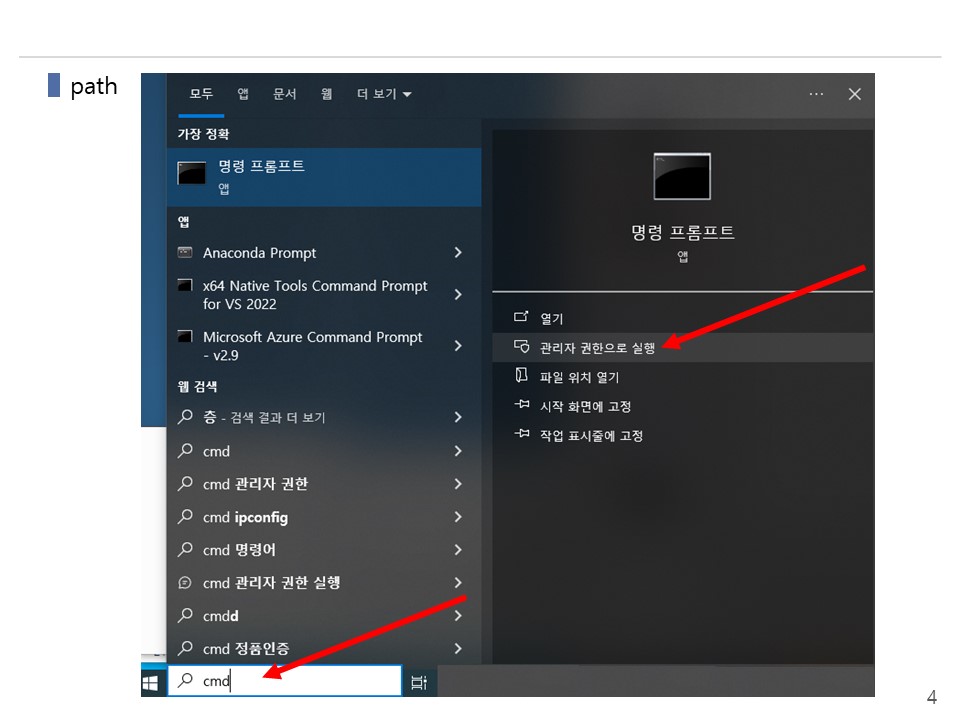 path
모두 앱 문서 웹 더 보기
가장 정확
명령 프롬프트
앱
앱
Anaconda Prompt
x64 Native Tools Command Prompt
for VS 2022
Microsoft Azure Command Prompt
- v2.9
웹 검색
층 - 검색 결과 더 보기
cmd
cmd 관리자 권한
cmd ipconfig
cmd 명령어
cmd 관리자 권한 실행
cmdd
cmd 정품인증
cmd
명령 프롬프트
앱
열기
관리자 권한으로 실행
파일 위치 열기
시작 화면에 고정
작업 표시줄에 고정
4